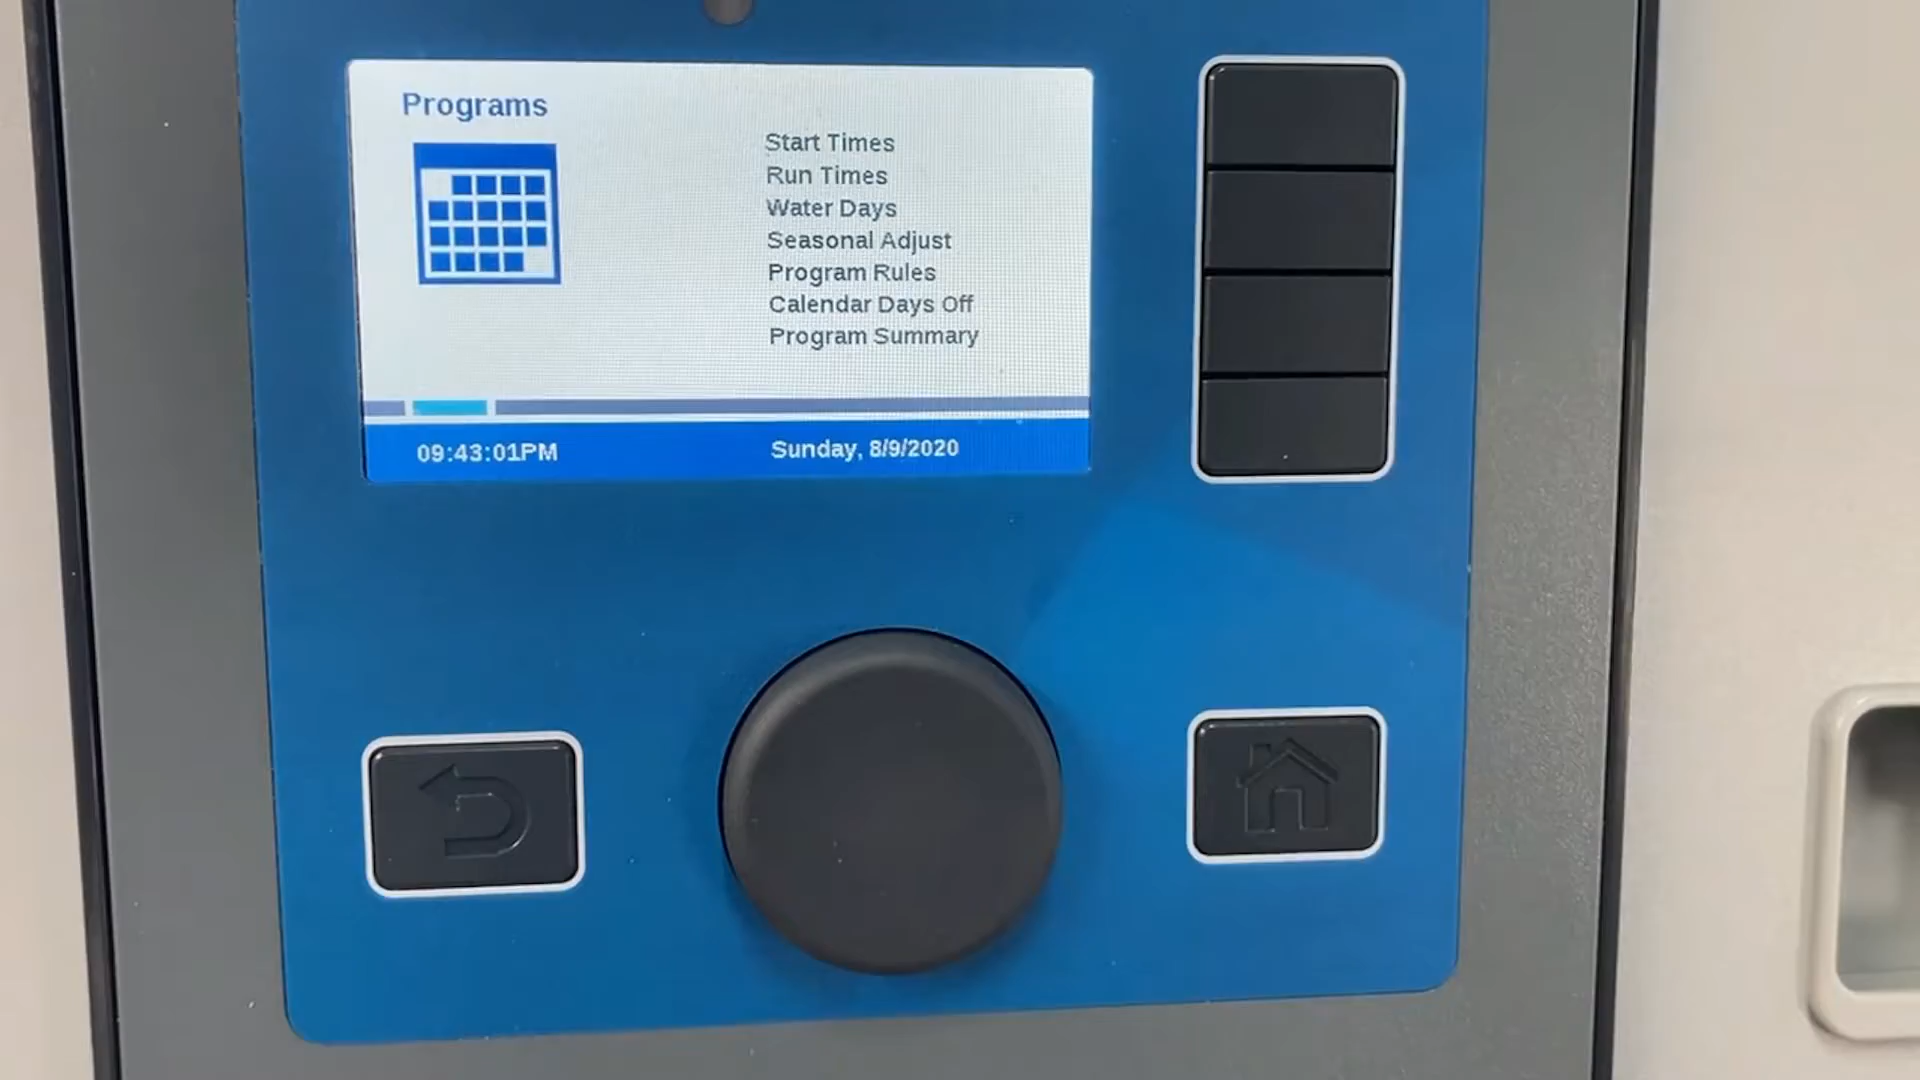 Programs
Start Times
Run Times
Water Days
Seasonal Adjust
Program Rules
Calendar Days Off
Program Summary
09:43:01PM
Sunday, 8/9/2020